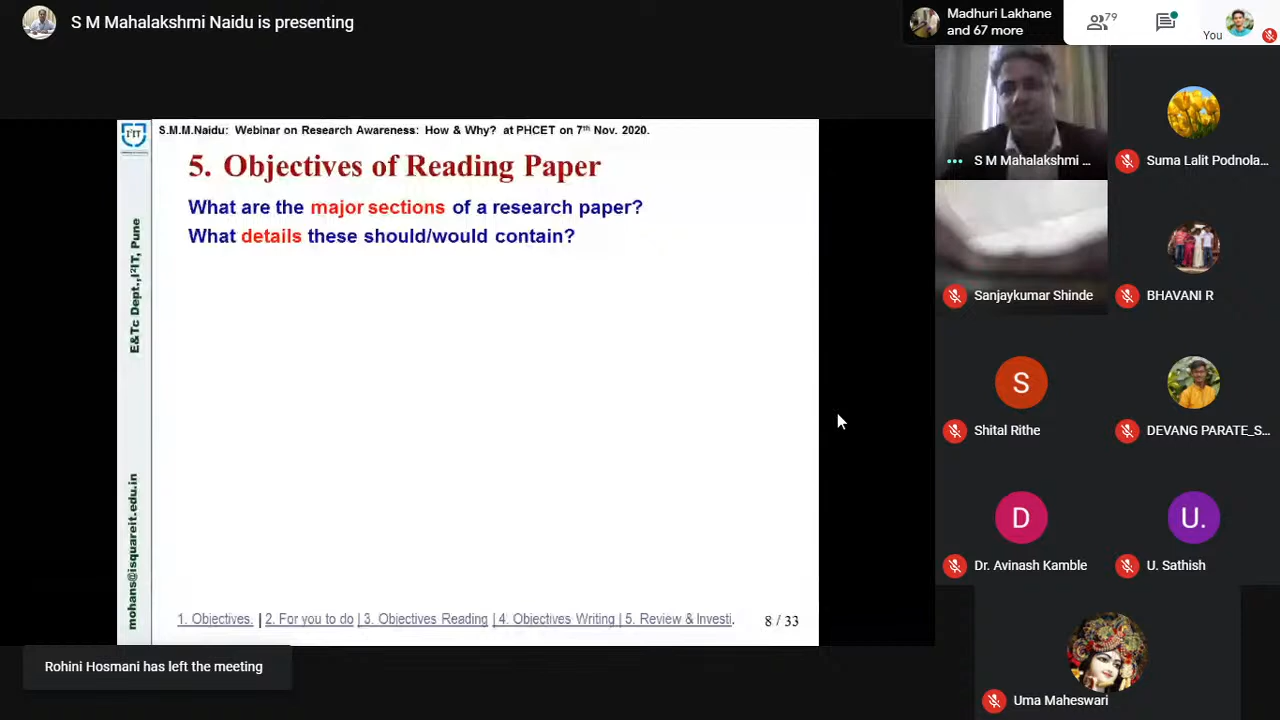 S M Mahalakshmi Naidu is presenting
Madhuri Lakhane
and 67 more
79
You
I²IT
S.M.M.Naidu: Webinar on Research Awareness: How & Why? at PHCET on 7th Nov. 2020.
5. Objectives of Reading Paper
What are the major sections of a research paper?
What details these should/would contain?
E&Tc Dept.,I²IT, Pune
mohans@isquareit.edu.in
1. Objectives. | 2. For you to do | 3. Objectives Reading | 4. Objectives Writing | 5. Review & Investi.
8 / 33
S M Mahalakshmi ...
Suma Lalit Podnola...
Sanjaykumar Shinde
BHAVANI R
S
Shital Rithe
DEVANG PARATE_S...
D
Dr. Avinash Kamble
U.
U. Sathish
Uma Maheswari
Rohini Hosmani has left the meeting